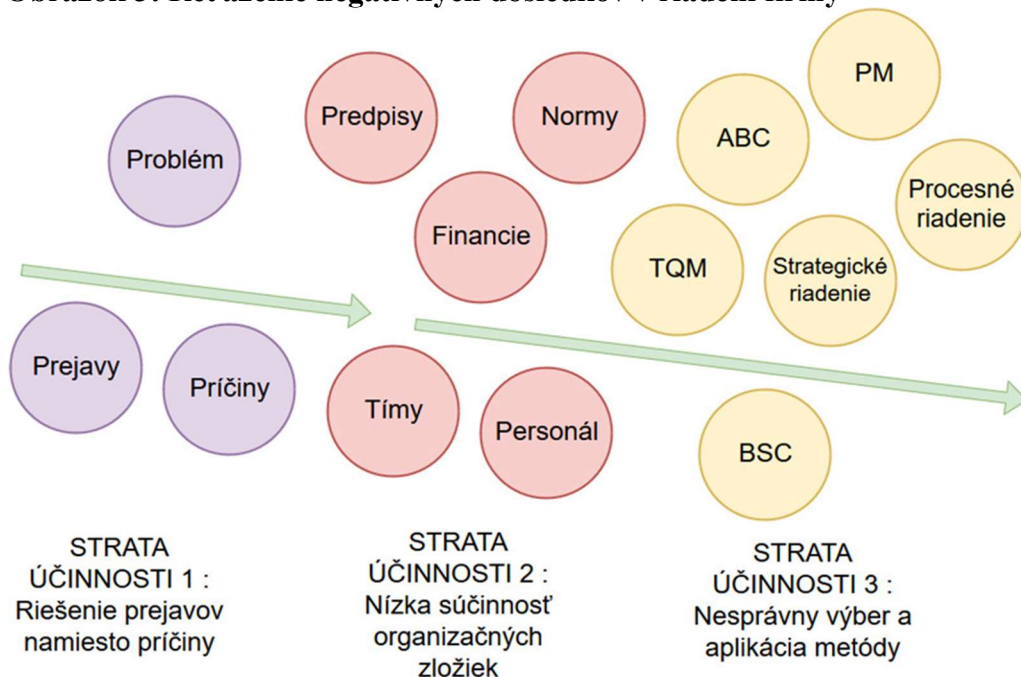 Problém
Prejavy
Príčiny
Predpisy
Normy
Financie
Tímy
Personál
PM
ABC
Procesné
riadenie
TQM
Strategické
riadenie
BSC
STRATA
ÚČINNOSTI 1 :
Riešenie prejavov
namiesto príčiny
STRATA
ÚČINNOSTI 2 :
Nízka súčinnosť
organizačných
zložiek
STRATA
ÚČINNOSTI 3 :
Nesprávny výber a
aplikácia metódy